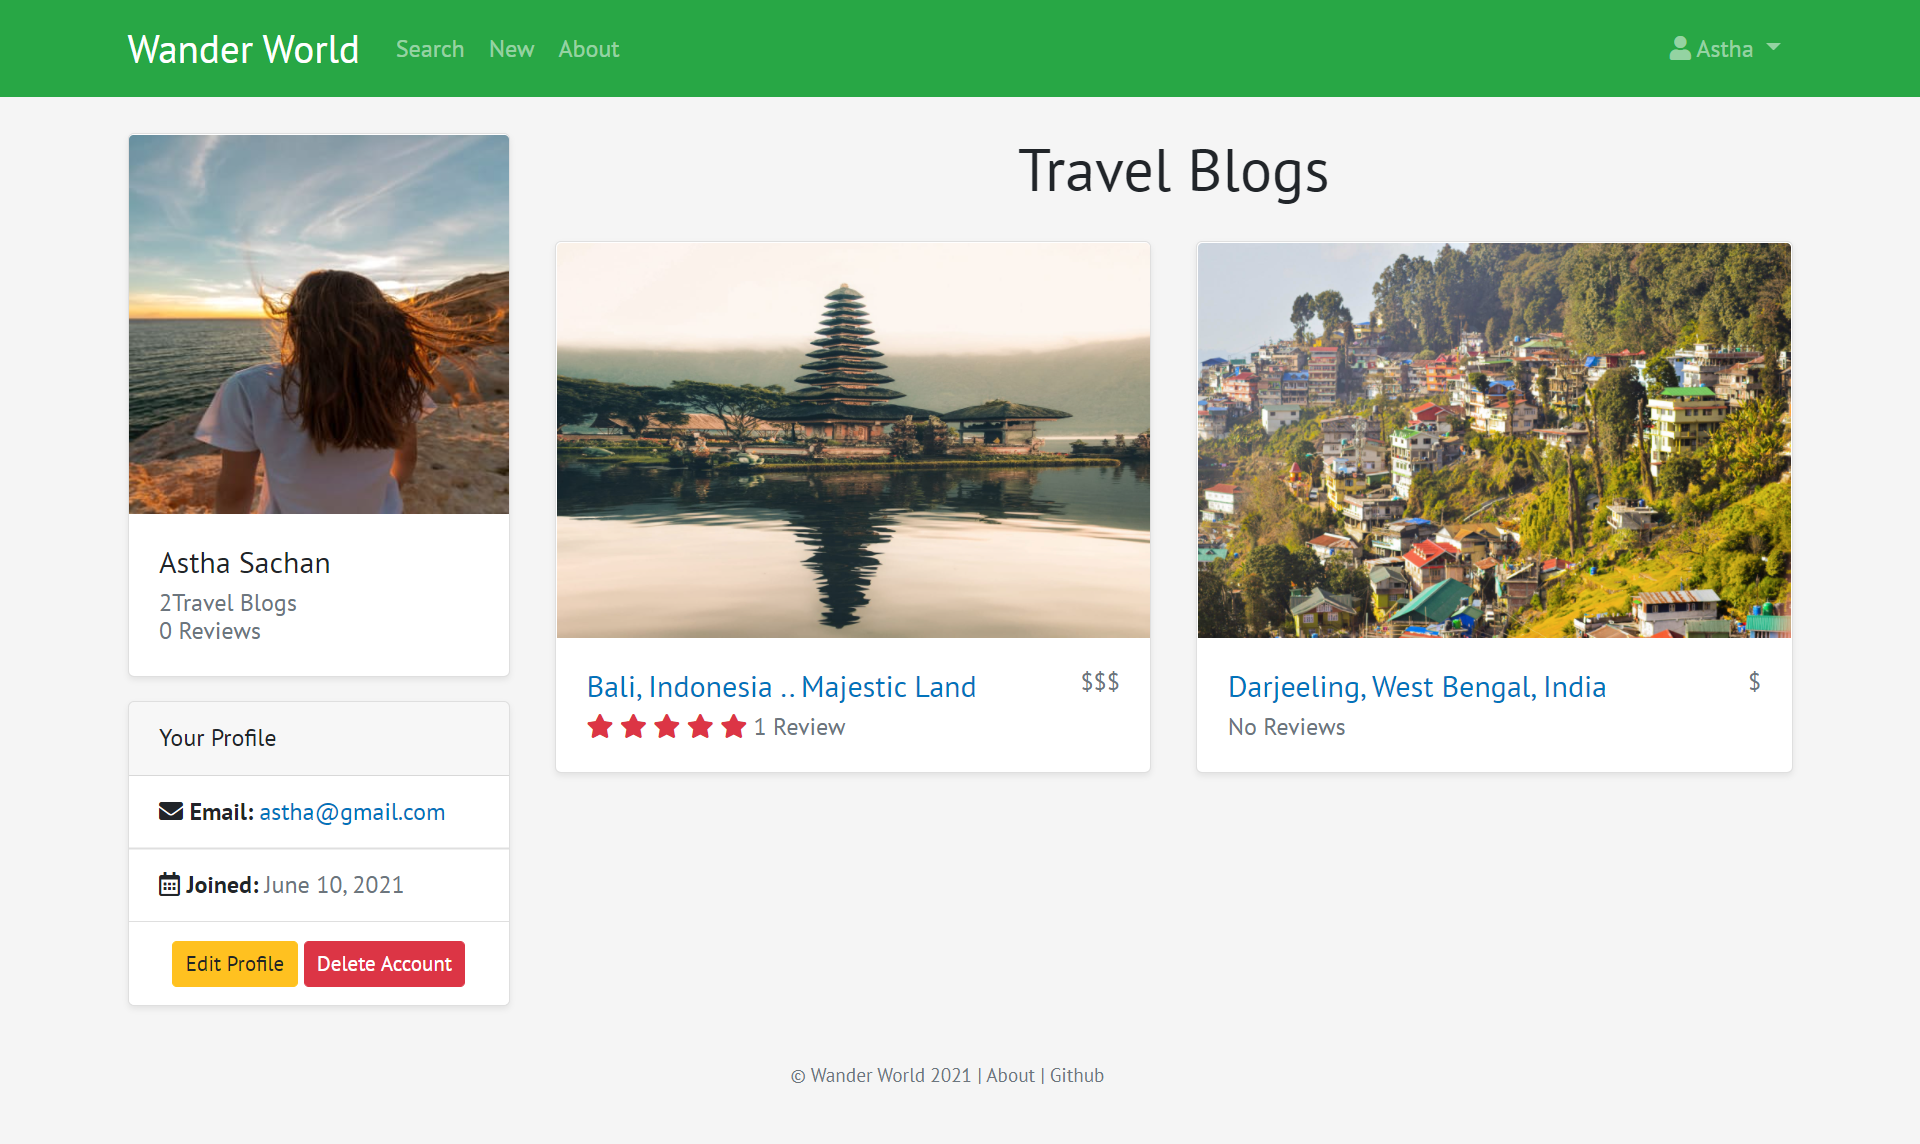 Wander World Search New About Astha
Travel Blogs
Astha Sachan
2Travel Blogs
0 Reviews
Your Profile
Email: astha@gmail.com
Joined: June 10, 2021
Edit Profile Delete Account
Bali, Indonesia .. Majestic Land $$$
1 Review
Darjeeling, West Bengal, India $
No Reviews
© Wander World 2021 | About | Github